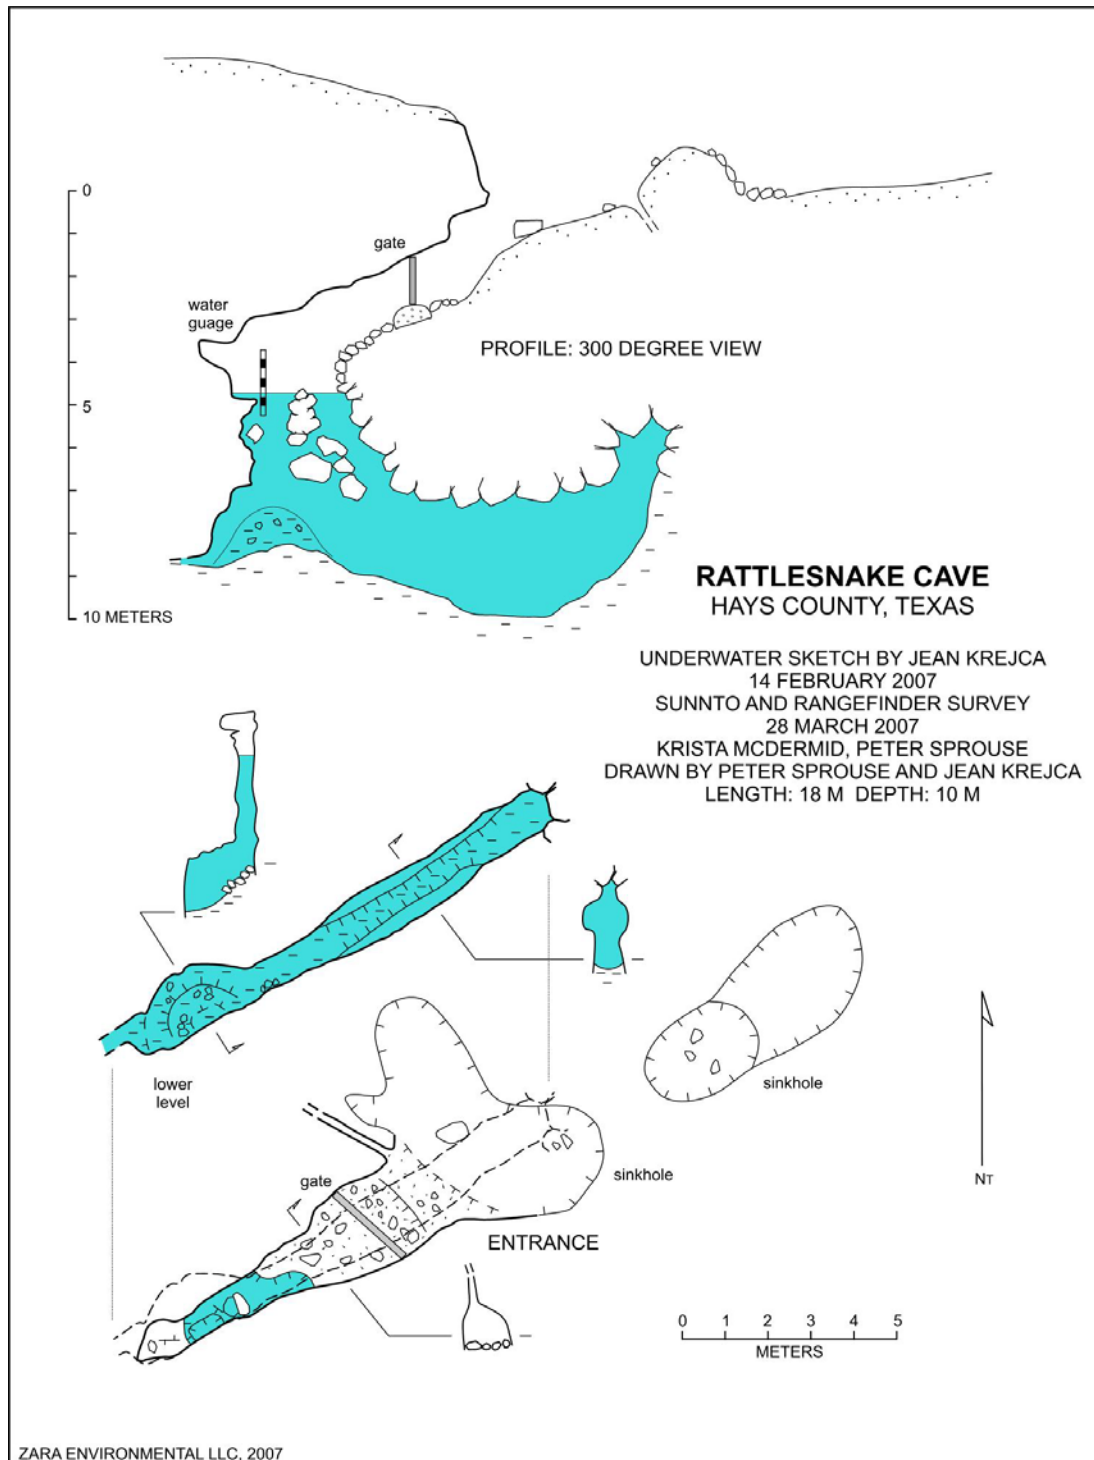 0
gate
water
guage
PROFILE: 300 DEGREE VIEW
5
10 METERS
RATTLESNAKE CAVE
HAYS COUNTY, TEXAS
UNDERWATER SKETCH BY JEAN KREJCA
14 FEBRUARY 2007
SUNNTO AND RANGEFINDER SURVEY
28 MARCH 2007
KRISTA MCDERMID, PETER SPROUSE
DRAWN BY PETER SPROUSE AND JEAN KREJCA
LENGTH: 18 M DEPTH: 10 M
lower
level
sinkhole
gate
sinkhole
NT
ENTRANCE
0 1 2 3 4 5
METERS
ZARA ENVIRONMENTAL LLC, 2007